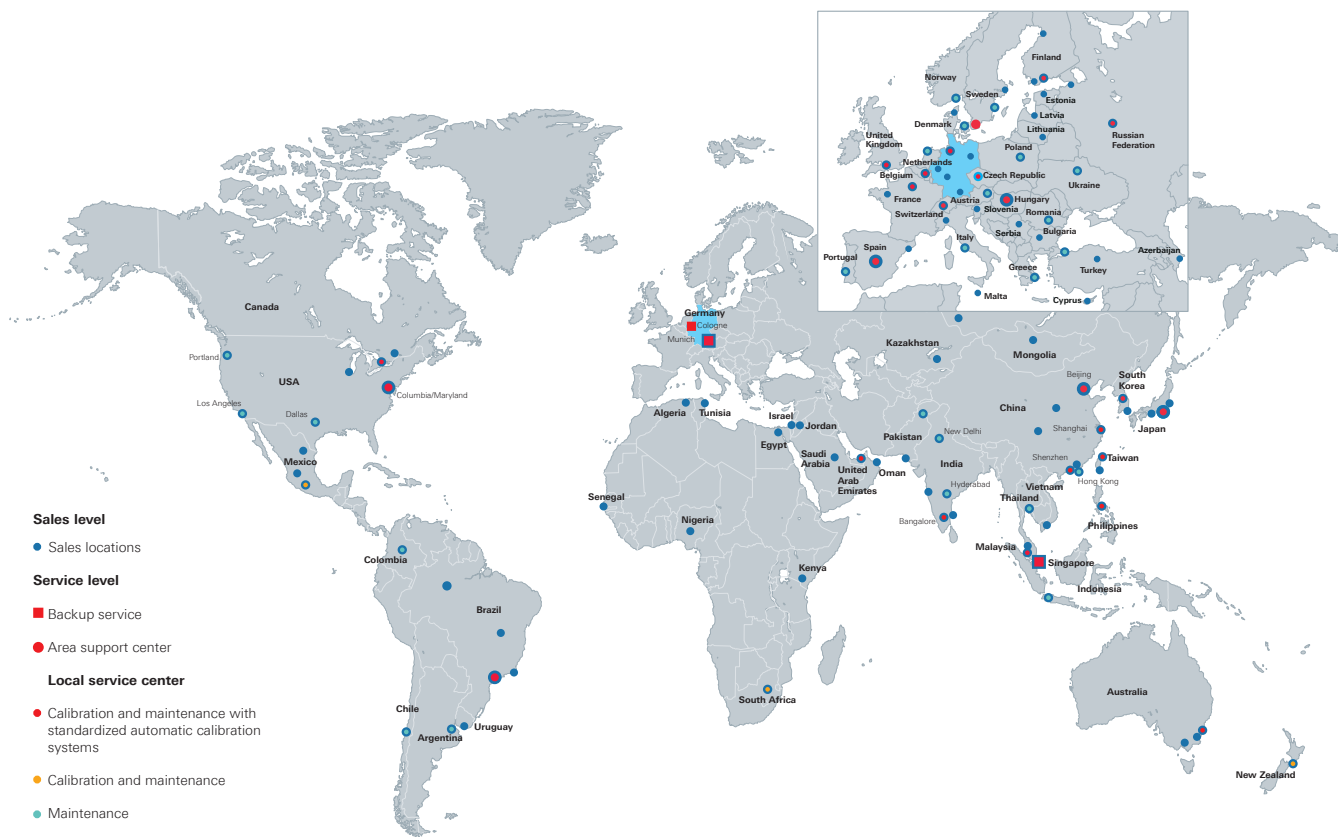 Finland
Norway
Sweden
Estonia
Latvia
Denmark
Lithuania
United
Kingdom
Russian
Federation
Poland
Netherlands
Belgium
Czech Republic
Ukraine
France
Austria
Hungary
Slovenia
Switzerland
Romania
Serbia
Bulgaria
Italy
Spain
Portugal
Azerbaijan
Greece
Turkey
Malta
Cyprus
Canada
Germany
Cologne
Munich
Kazakhstan
Mongolia
Portland
USA
Columbia/Maryland
Beijing
South
Korea
Los Angeles
Dallas
Algeria
Tunisia
Israel
Jordan
Egypt
China
Japan
Shanghai
Pakistan
New Delhi
Mexico
Saudi
Arabia
United
Arab
Emirates
Oman
India
Shenzhen
Taiwan
Hong Kong
Hyderabad
Vietnam
Thailand
Senegal
Nigeria
Bangalore
Philippines
Malaysia
Singapore
Colombia
Kenya
Indonesia
Brazil
South Africa
Australia
Chile
Uruguay
Argentina
New Zealand
Sales level
Sales locations
Service level
Backup service
Area support center
Local service center
Calibration and maintenance with
standardized automatic calibration
systems
Calibration and maintenance
Maintenance